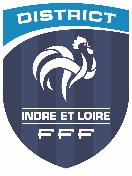 DISTRICT
INDRE ET LOIRE
FFF